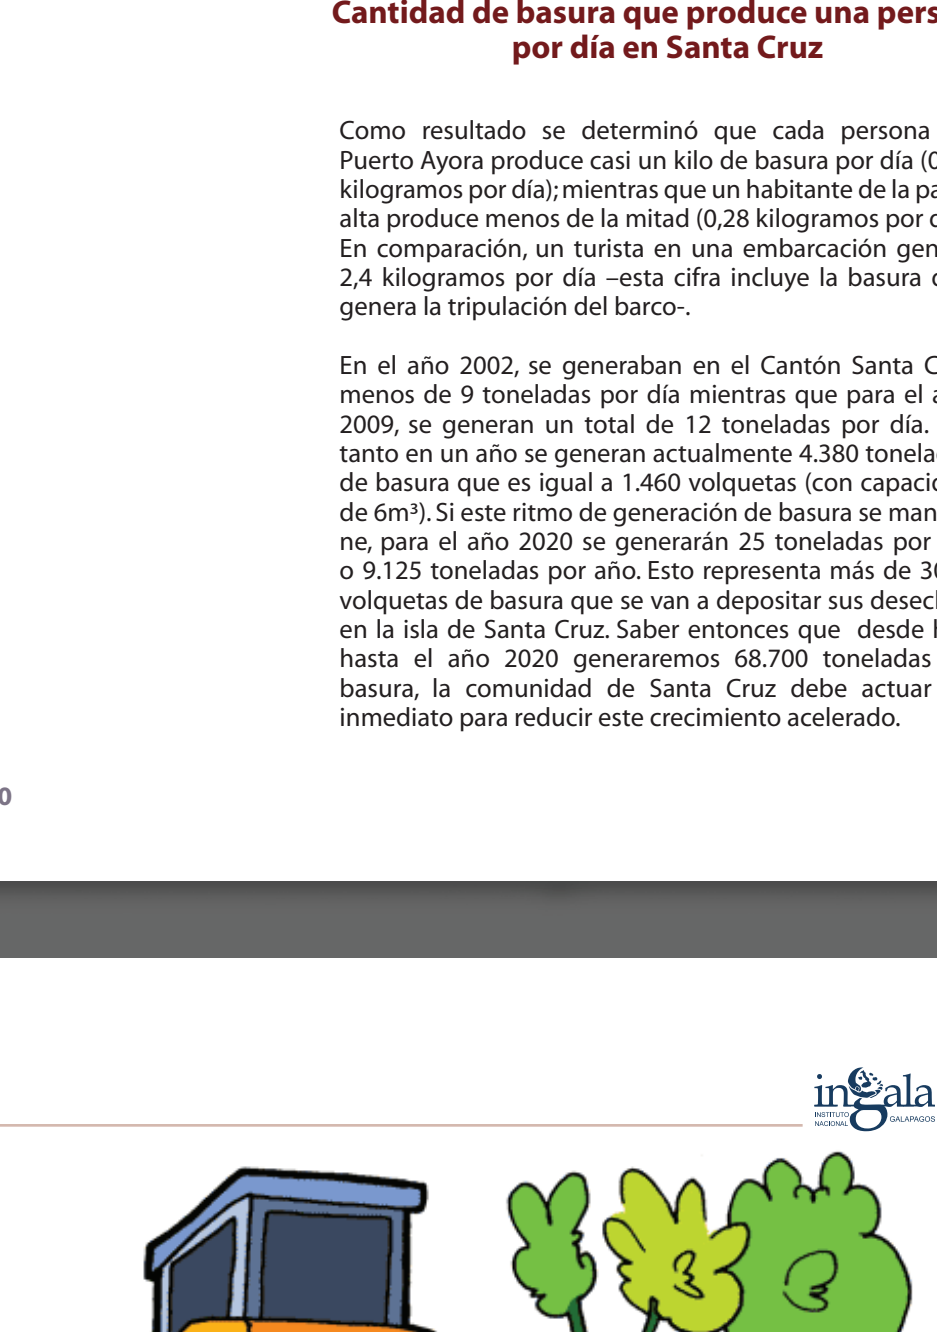 Cantidad de basura que produce una pers
por día en Santa Cruz
Como resultado se determinó que cada persona
Puerto Ayora produce casi un kilo de basura por día (0
kilogramos por día); mientras que un habitante de la pa
alta produce menos de la mitad (0,28 kilogramos por d
En comparación, un turista en una embarcación gen
2,4 kilogramos por día –esta cifra incluye la basura
genera la tripulación del barco-.
En el año 2002, se generaban en el Cantón Santa C
menos de 9 toneladas por día mientras que para el a
2009, se generan un total de 12 toneladas por día.
tanto en un año se generan actualmente 4.380 tonelad
de basura que es igual a 1.460 volquetas (con capacid
de 6m³). Si este ritmo de generación de basura se man
ne, para el año 2020 se generarán 25 toneladas por
o 9.125 toneladas por año. Esto representa más de 30
volquetas de basura que se van a depositar sus desecl
en la isla de Santa Cruz. Saber entonces que desde h
hasta el año 2020 generaremos 68.700 toneladas
basura, la comunidad de Santa Cruz debe actuar
inmediato para reducir este crecimiento acelerado.
0
ingala
INSTITUTO
NACIONAL
GALAPAGOS